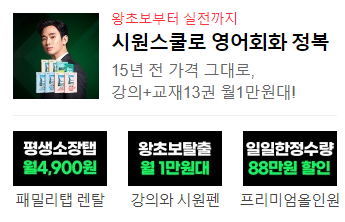 왕초보부터 실전까지
시원스쿨로 영어회화 정복
15년 전 가격 그대로,
강의+교재13권 월1만원대!
평생소장탭
월4,900원
왕초보탈출
월 1만원대
일일한정수량
88만원 할인
패밀리탭 렌탈
강의와 시원펜
프리미엄올인원